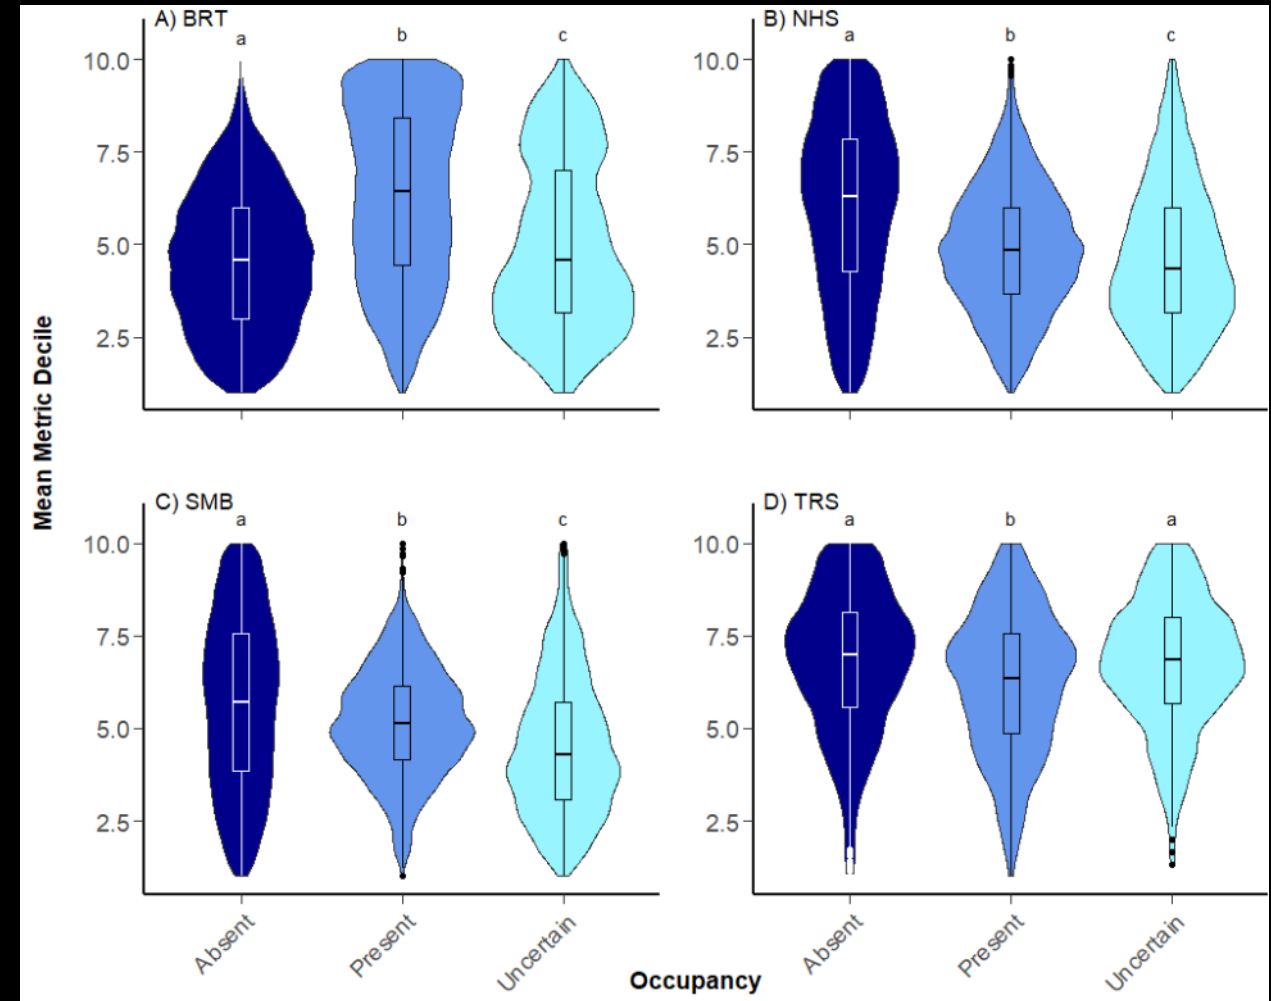 A) BRT
a b c
10.0
7.5
5.0
2.5
B) NHS
a b c
10.0
7.5
5.0
2.5
Mean Metric Decile
C) SMB
a b c
10.0
7.5
5.0
2.5
Absent Present Uncertain
D) TRS
a b a
10.0
7.5
5.0
2.5
Absent Present Uncertain
Occupancy